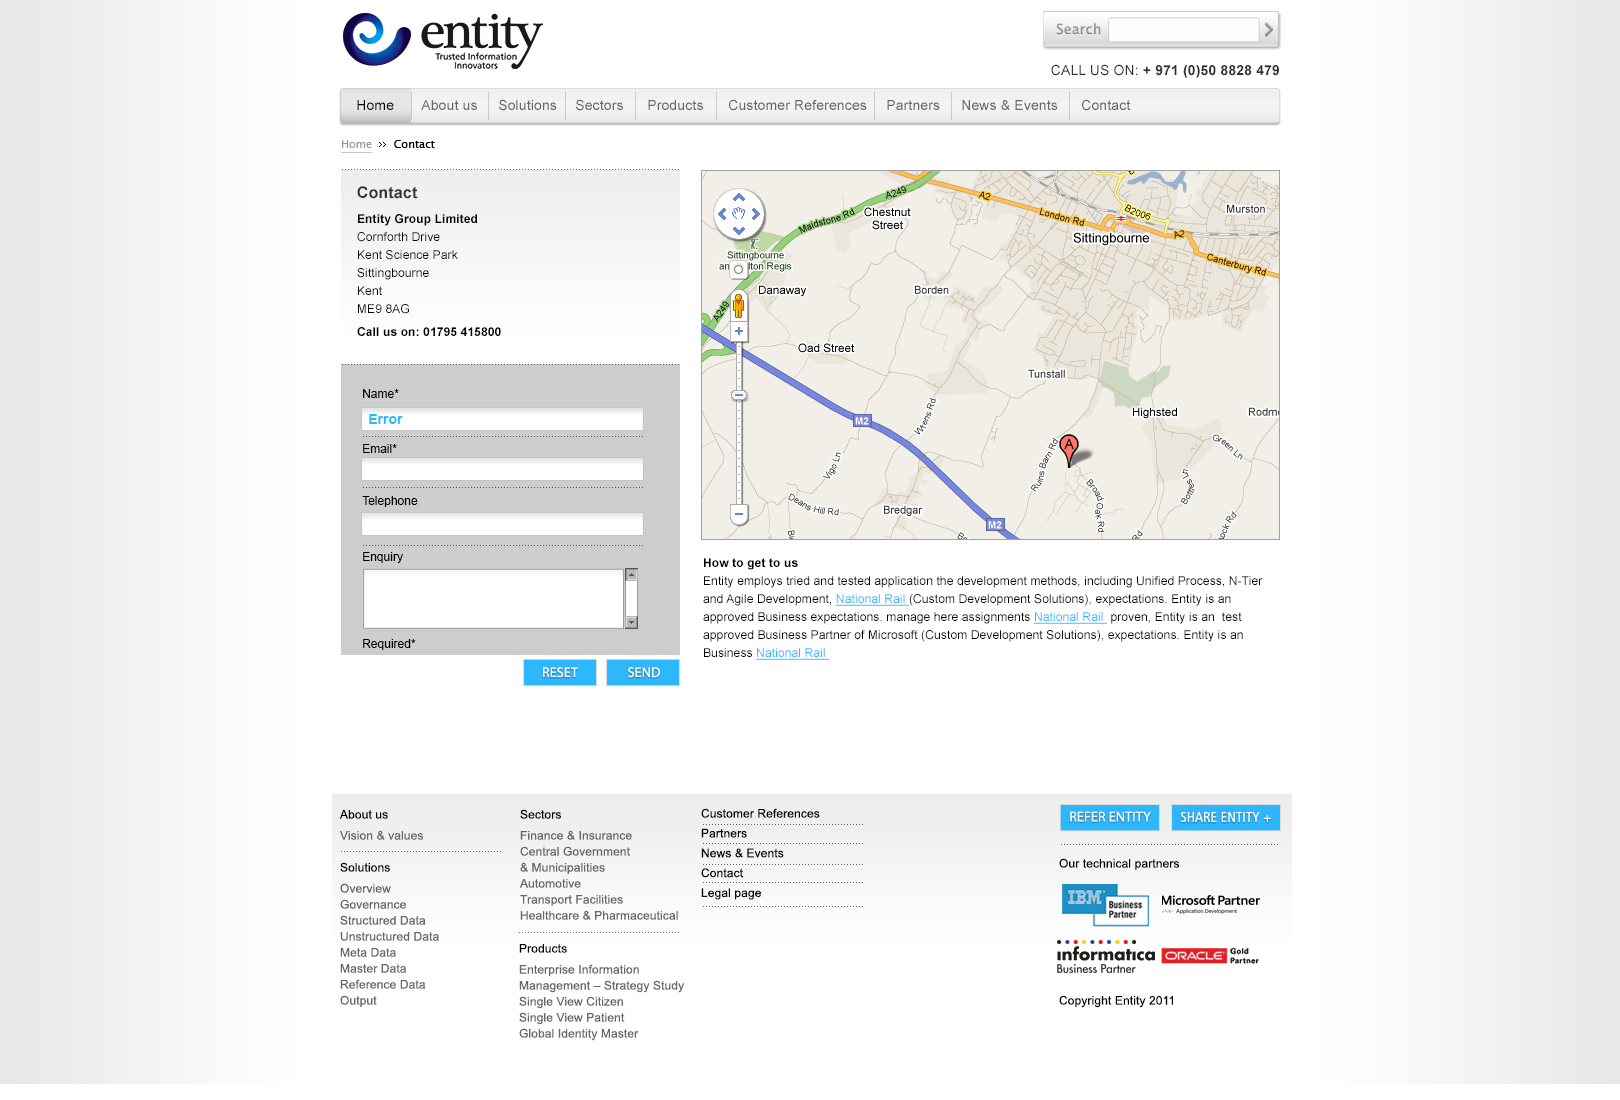 entity
Trusted Information
Innovators
Search
CALL US ON: + 971 (0)50 8828 479
Home
About us
Solutions
Sectors
Products
Customer References
Partners
News & Events
Contact
Home >> Contact
Contact
Entity Group Limited
Cornforth Drive
Kent Science Park
Sittingbourne
Kent
ME9 8AG
Call us on: 01795 415800
Name*
Error
Email*
Telephone
Enquiry
Required*
RESET
SEND
A249
A2
Murston
Chestnut
Street
Maidstone Rd
London Rd
B2006
Sittingbourne
A2
Canterbury Rd
Sittingbourne
Danaway
Borden
A249
Oad Street
Tunstall
Highsted
M2
Green Ln
A
Ruins Barn Rd
Vigo Ln
Broad Oak Rd
Deans Hill Rd
Bredgar
M2
How to get to us
Entity employs tried and tested application the development methods, including Unified Process, N-Tier
and Agile Development, National Rail (Custom Development Solutions), expectations. Entity is an
approved Business expectations. manage here assignments National Rail proven, Entity is an test
approved Business Partner of Microsoft (Custom Development Solutions), expectations. Entity is an
Business National Rail
About us
Vision & values
Solutions
Overview
Governance
Structured Data
Unstructured Data
Meta Data
Master Data
Reference Data
Output
Sectors
Finance & Insurance
Central Government
& Municipalities
Automotive
Transport Facilities
Healthcare & Pharmaceutical
Products
Enterprise Information
Management – Strategy Study
Single View Citizen
Single View Patient
Global Identity Master
Customer References
Partners
News & Events
Contact
Legal page
REFER ENTITY
SHARE ENTITY +
Our technical partners
IBM
Business
Partner
Microsoft Partner
Application Development
informatica
Business Partner
ORACLE
Gold
Partner
Copyright Entity 2011